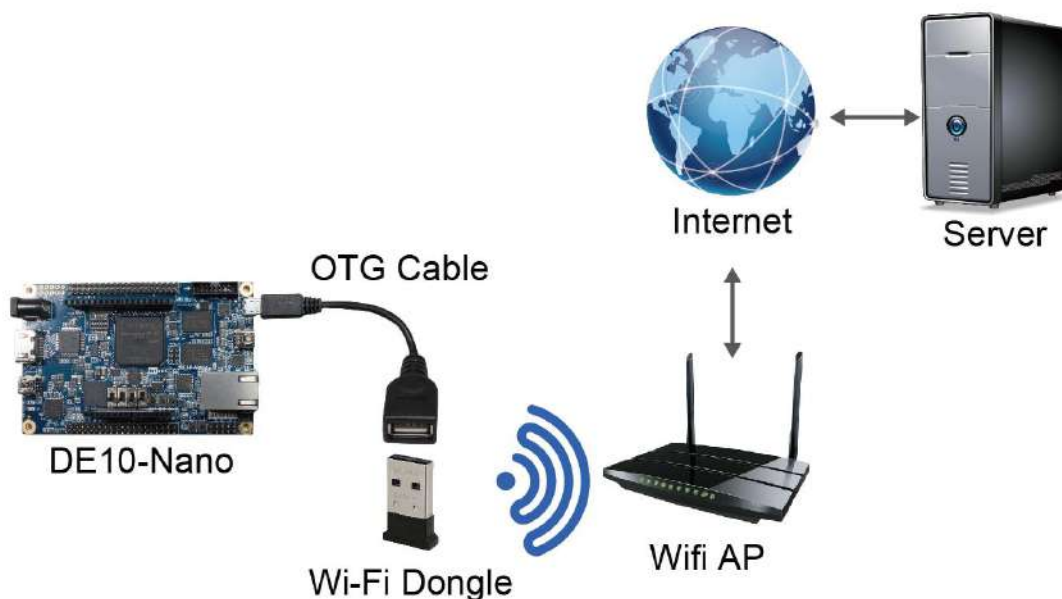 Internet
Server
OTG Cable
DE10-Nano
Wi-Fi Dongle
Wifi AP